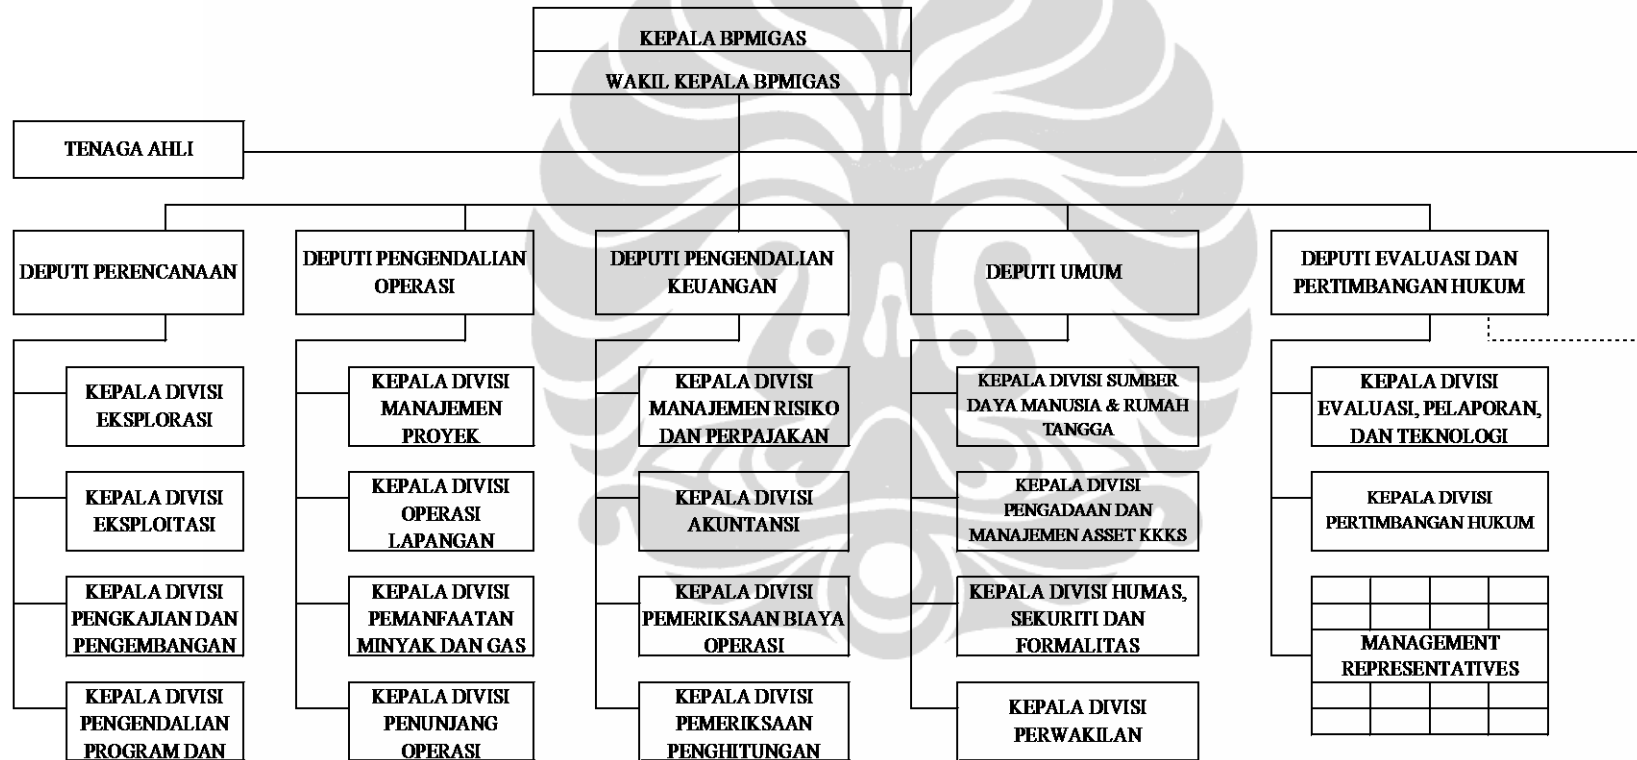 KEPALA BPMIGAS
WAKIL KEPALA BPMIGAS
TENAGA AHLI
DEPUTI PERENCANAAN
DEPUTI PENGENDALIAN
OPERASI
DEPUTI PENGENDALIAN
KEUANGAN
DEPUTI UMUM
DEPUTI EVALUASI DAN
PERTIMBANGAN HUKUM
KEPALA DIVISI
EKSPLORASI
KEPALA DIVISI
MANAJEMEN
PROYEK
KEPALA DIVISI
MANAJEMEN RISIKO
DAN PERPAJAKAN
KEPALA DIVISI SUMBER
DAYA MANUSIA & RUMAH
TANGGA
KEPALA DIVISI
EVALUASI, PELAPORAN,
DAN TEKNOLOGI
KEPALA DIVISI
EKSPLOITASI
KEPALA DIVISI
OPERASI
LAPANGAN
KEPALA DIVISI
AKUNTANSI
KEPALA DIVISI
PENGADAAN DAN
MANAJEMEN ASSET KKKS
KEPALA DIVISI
PERTIMBANGAN HUKUM
KEPALA DIVISI
PENGKAJIAN DAN
PENGEMBANGAN
KEPALA DIVISI
PEMANFAATAN
MINYAK DAN GAS
KEPALA DIVISI
PEMERIKSAAN BIAYA
OPERASI
KEPALA DIVISI HUMAS,
SEKURITI DAN
FORMALITAS
MANAGEMENT
REPRESENTATIVES
KEPALA DIVISI
PENGENDALIAN
PROGRAM DAN
KEPALA DIVISI
PENUNJANG
OPERASI
KEPALA DIVISI
PEMERIKSAAN
PENGHITUNGAN
KEPALA DIVISI
PERWAKILAN